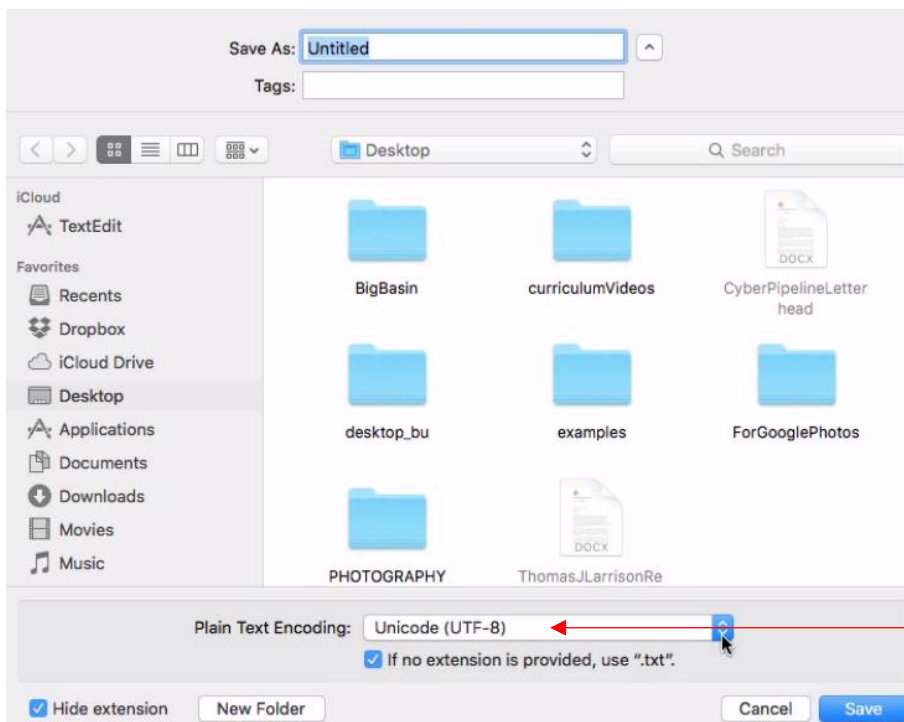 Save As: Untitled
Tags:
Desktop
Search
iCloud
TextEdit
Favorites
Recents
Dropbox
iCloud Drive
Desktop
Applications
Documents
Downloads
Movies
Music
DOCX
BigBasin curriculumVideos CyberPipelineLetter
head
desktop_bu examples ForGooglePhotos
DOCX
PHOTOGRAPHY ThomasJLarrisonRe
Plain Text Encoding: Unicode (UTF-8)
If no extension is provided, use ".txt".
Hide extension New Folder Cancel Save